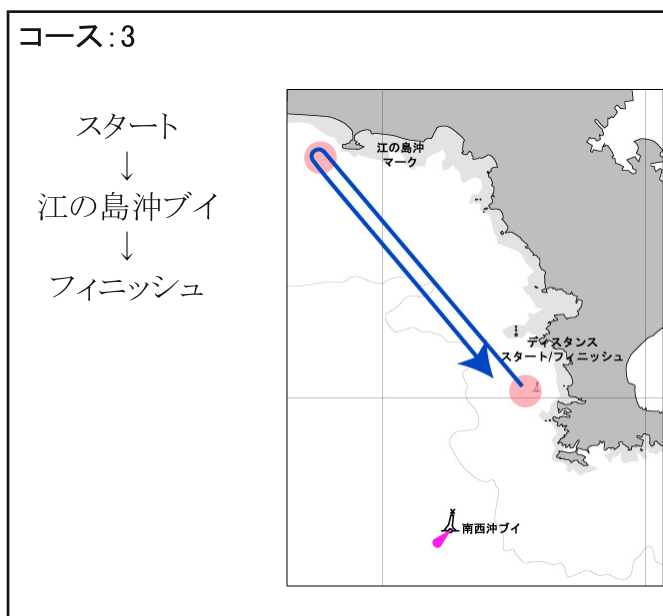 コース:3
スタート
↓
江の島沖ブイ
↓
フィニッシュ
江の島沖
マーク
ディスタンス
スタート/フィニッシュ
南西沖ブイ